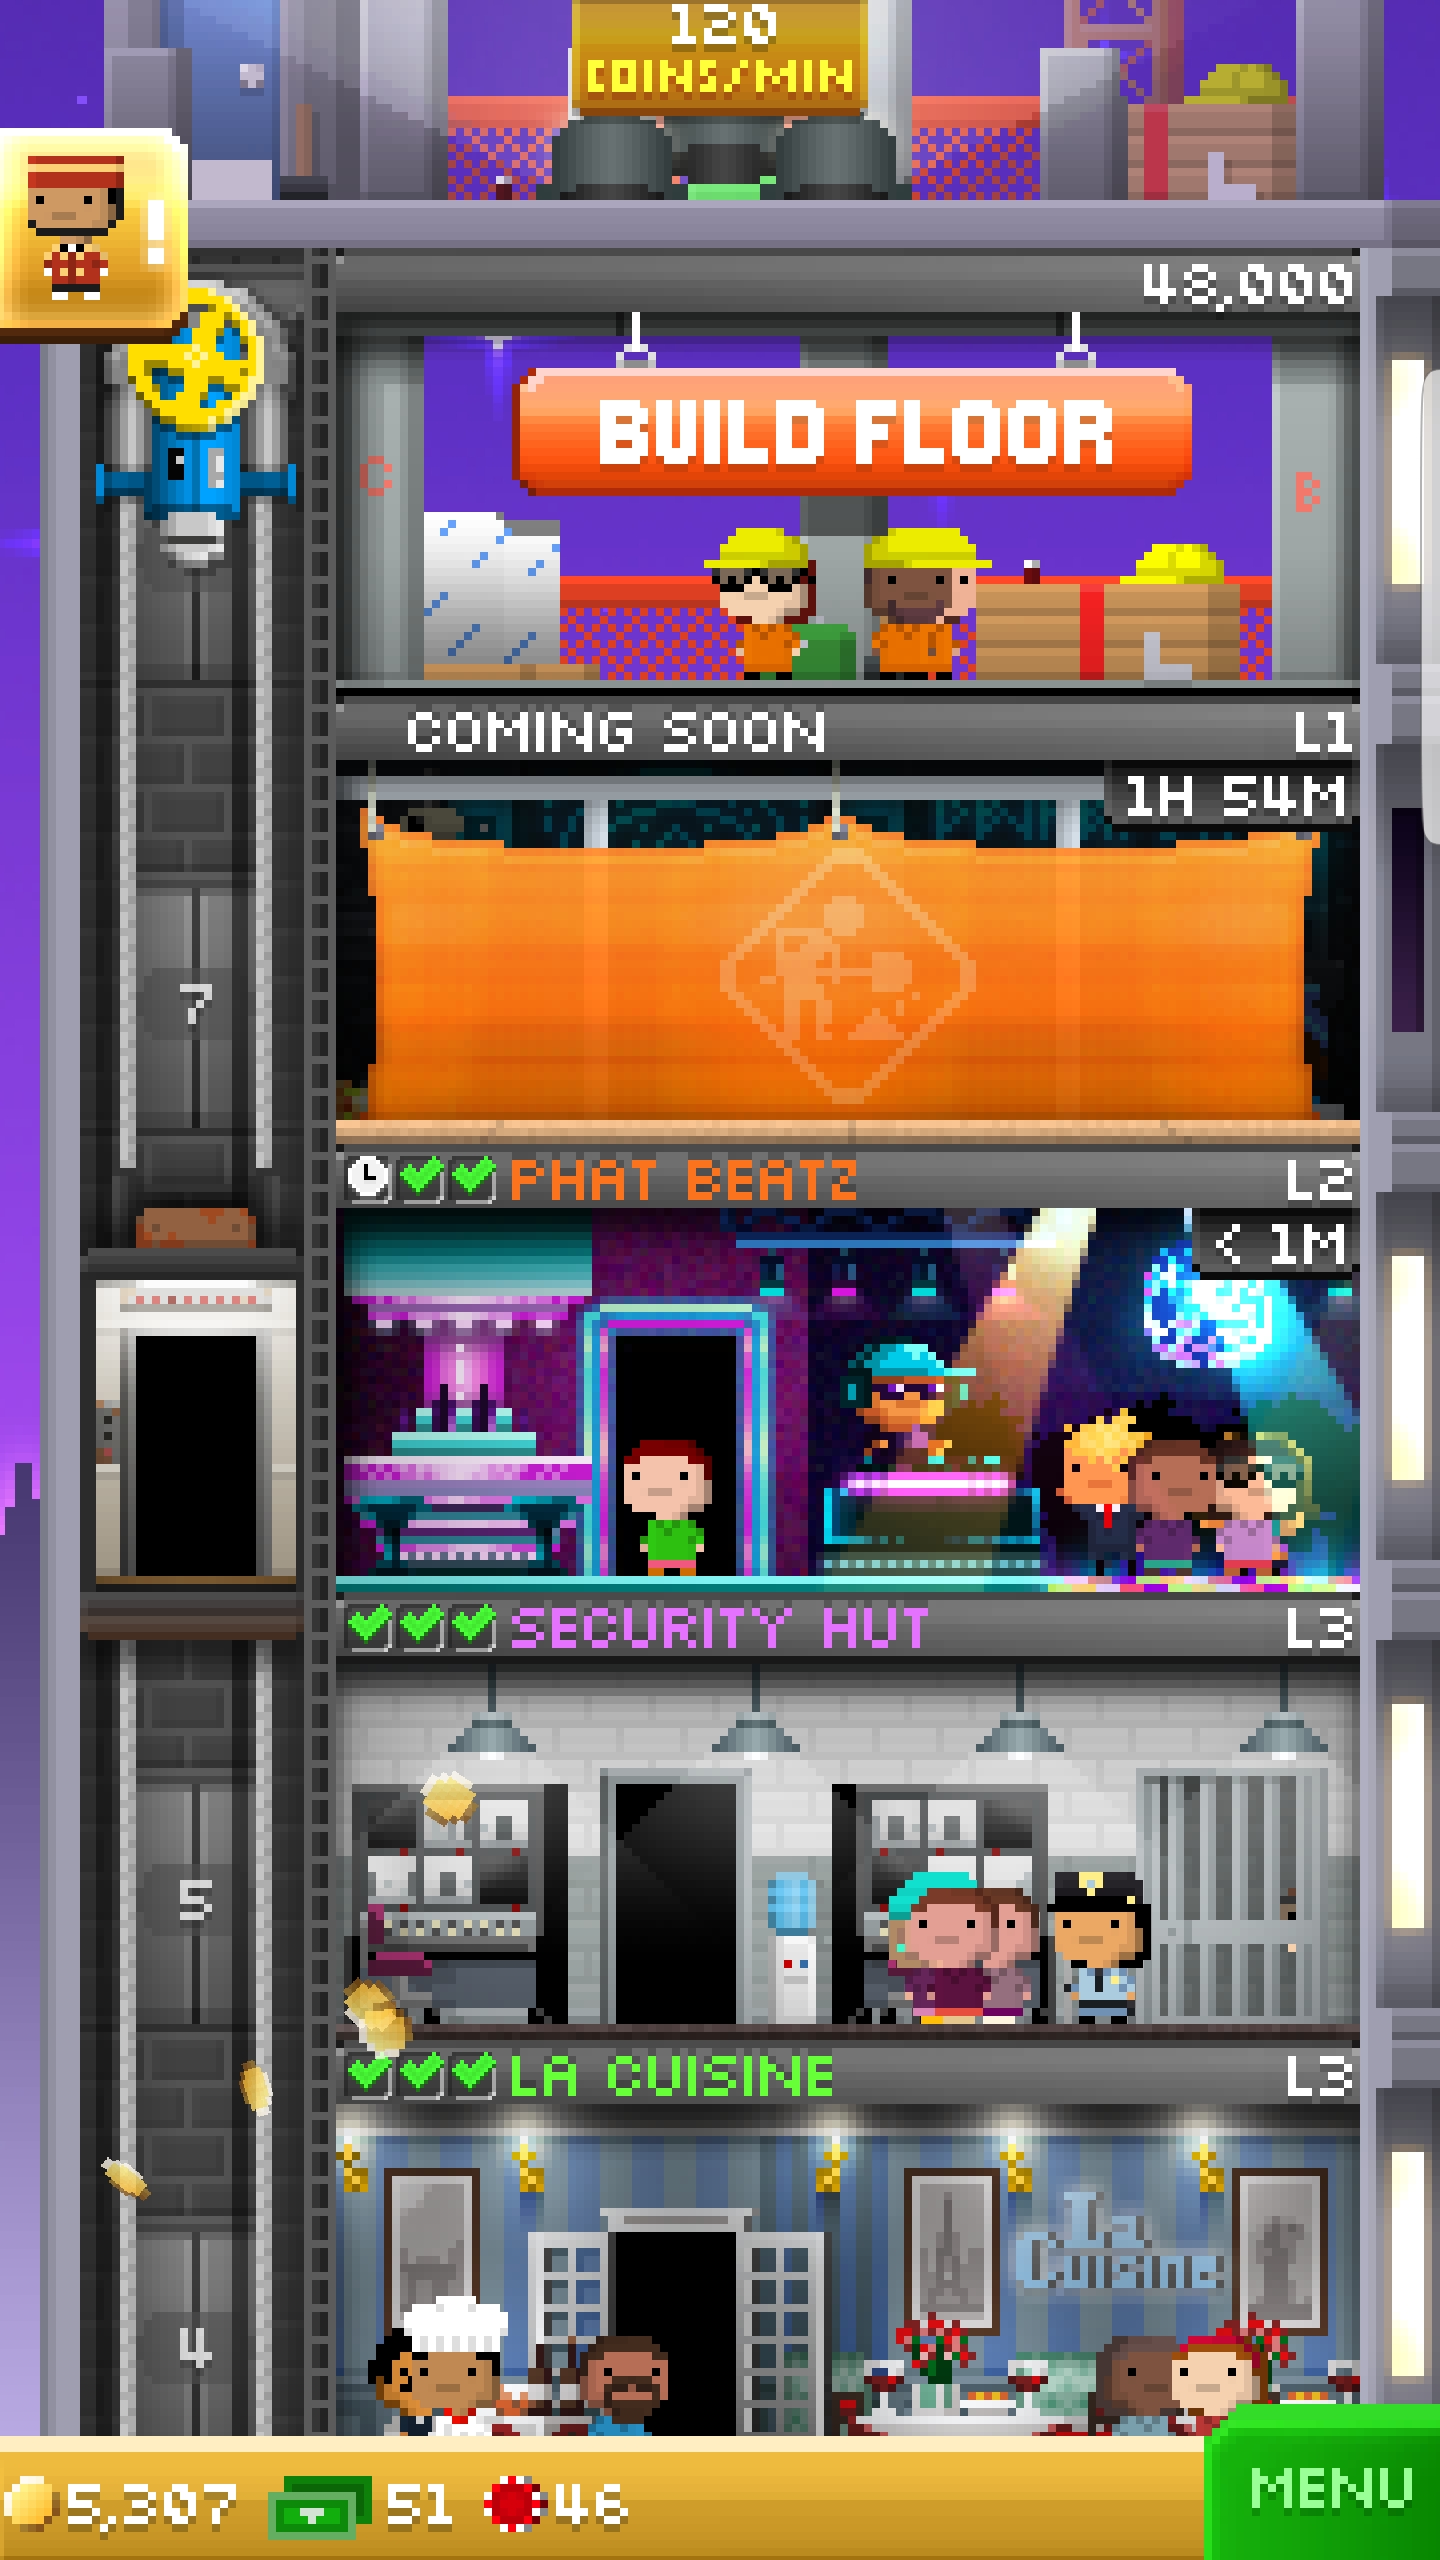 120
COINS/MIN
!
48,000
BUILD FLOOR
C
B
COMING SOON L1
1H 54M
7
PHAT BEATZ L2
< 1M
SECURITY HUT L3
5
LA CUISINE L3
La
Cuisine
4
5,307 51 46
MENU